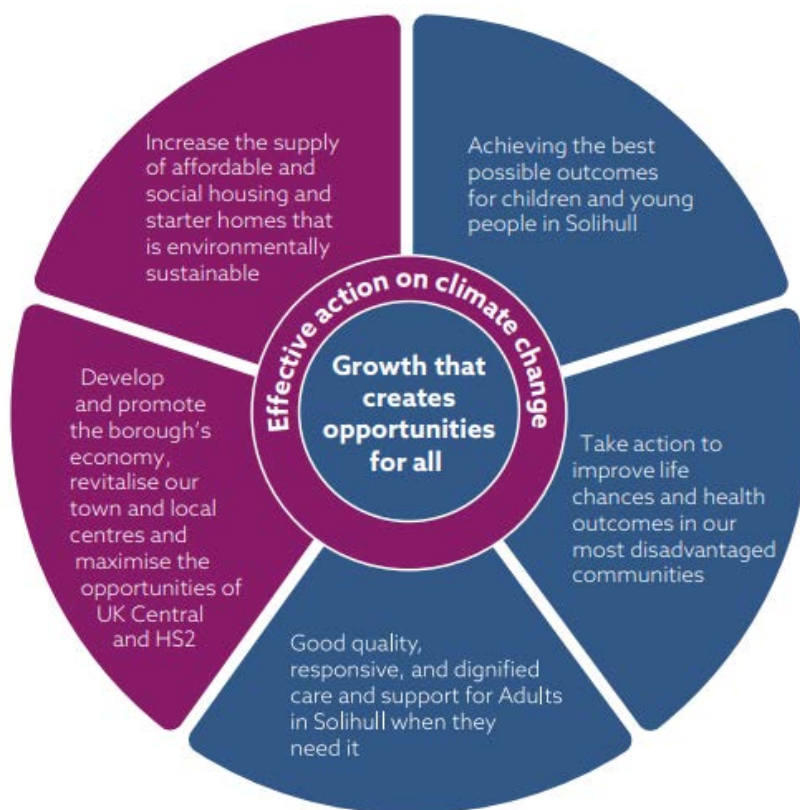 Increase the supply
of affordable and
social housing and
starter homes that
is environmentally
sustainable
Achieving the best
possible outcomes
for children and young
people in Solihull
Effective action on climate change
Growth that
creates
opportunities
for all
Develop
and promote
the borough's
economy,
revitalise our
town and local
centres and
maximise the
opportunities of
UK Central
and HS2
Take action to
improve life
chances and health
outcomes in our
most disadvantaged
communities
Good quality,
responsive, and dignified
care and support for Adults
in Solihull when they
need it